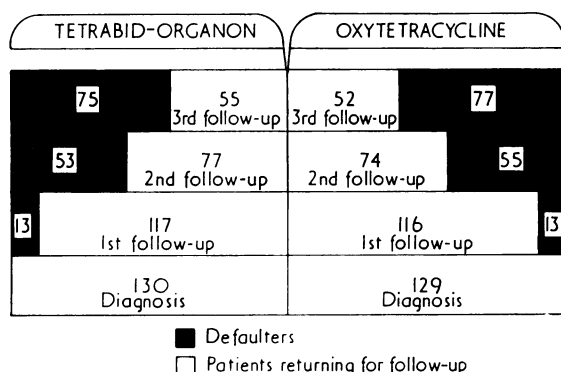 TETRABID-ORGANON OXYTETRACYCLINE
75 55 52 77
3rd follow-up 3rd follow-up
53 77 74 55
2nd follow-up 2nd follow-up
13 117 116 13
1st follow-up 1st follow-up
130 129
Diagnosis Diagnosis
Defaulters
Patients returning for follow-up